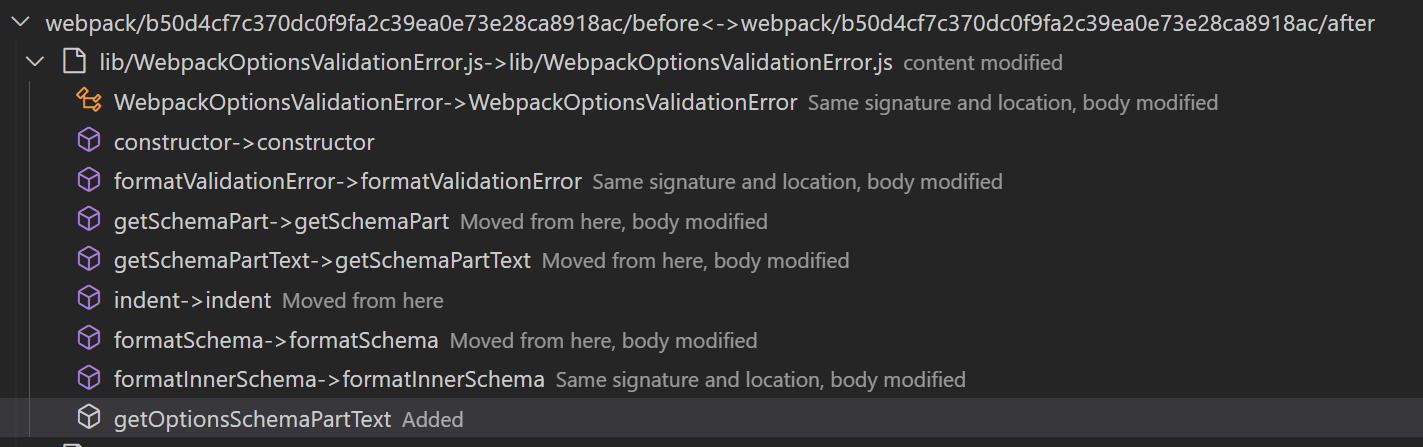 webpack/b50d4cf7c370dc0f9fa2c39ea0e73e28ca8918ac/before<->webpack/b50d4cf7c370dc0f9fa2c39ea0e73e28ca8918ac/after
lib/WebpackOptionsValidationError.js->lib/WebpackOptionsValidationError.js content modified
WebpackOptionsValidationError->WebpackOptionsValidationError Same signature and location, body modified
constructor->constructor
formatValidationError->formatValidationError Same signature and location, body modified
getSchemaPart->getSchemaPart Moved from here, body modified
getSchemaPartText->getSchemaPartText Moved from here, body modified
indent->indent Moved from here
formatSchema->formatSchema Moved from here, body modified
formatInnerSchema->formatInnerSchema Same signature and location, body modified
getOptionsSchemaPartText Added